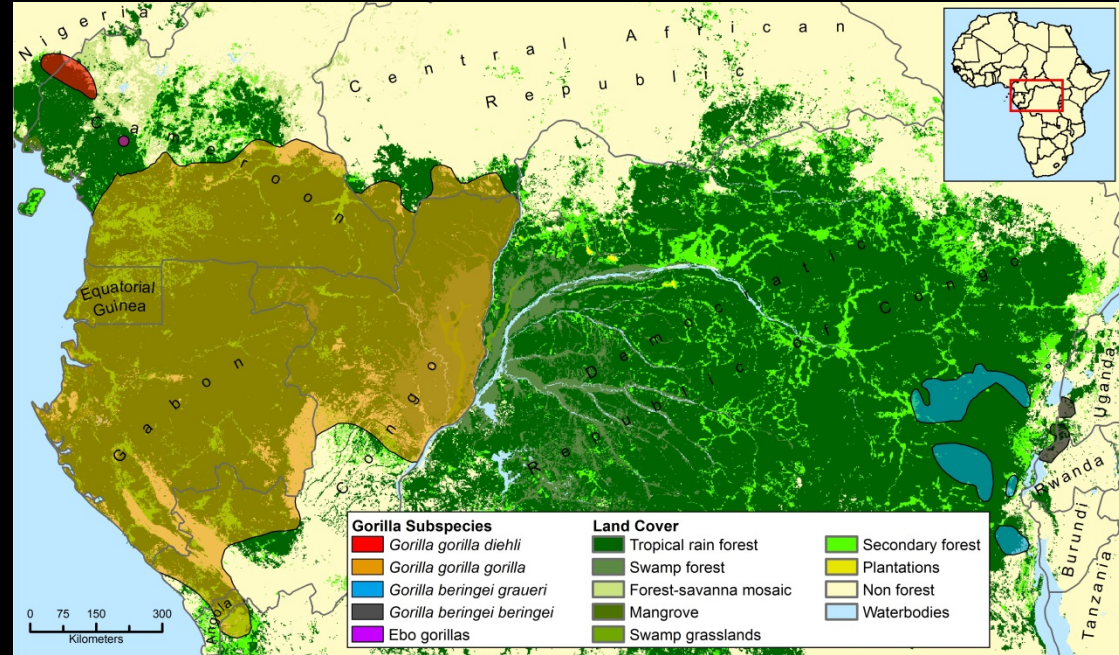 Nigeria
Central African
Republic
Cameroon
Equatorial
Guinea
Gabon
Congo
Democratic
Republic of Congo
Uganda
Rwanda
Burundi
Tanzania
Angola
0 75 150 300
Kilometers
Gorilla Subspecies
Gorilla gorilla diehli
Gorilla gorilla gorilla
Gorilla beringei graueri
Gorilla beringei beringei
Ebo gorillas
Land Cover
Tropical rain forest
Swamp forest
Forest-savanna mosaic
Mangrove
Swamp grasslands
Secondary forest
Plantations
Non forest
Waterbodies